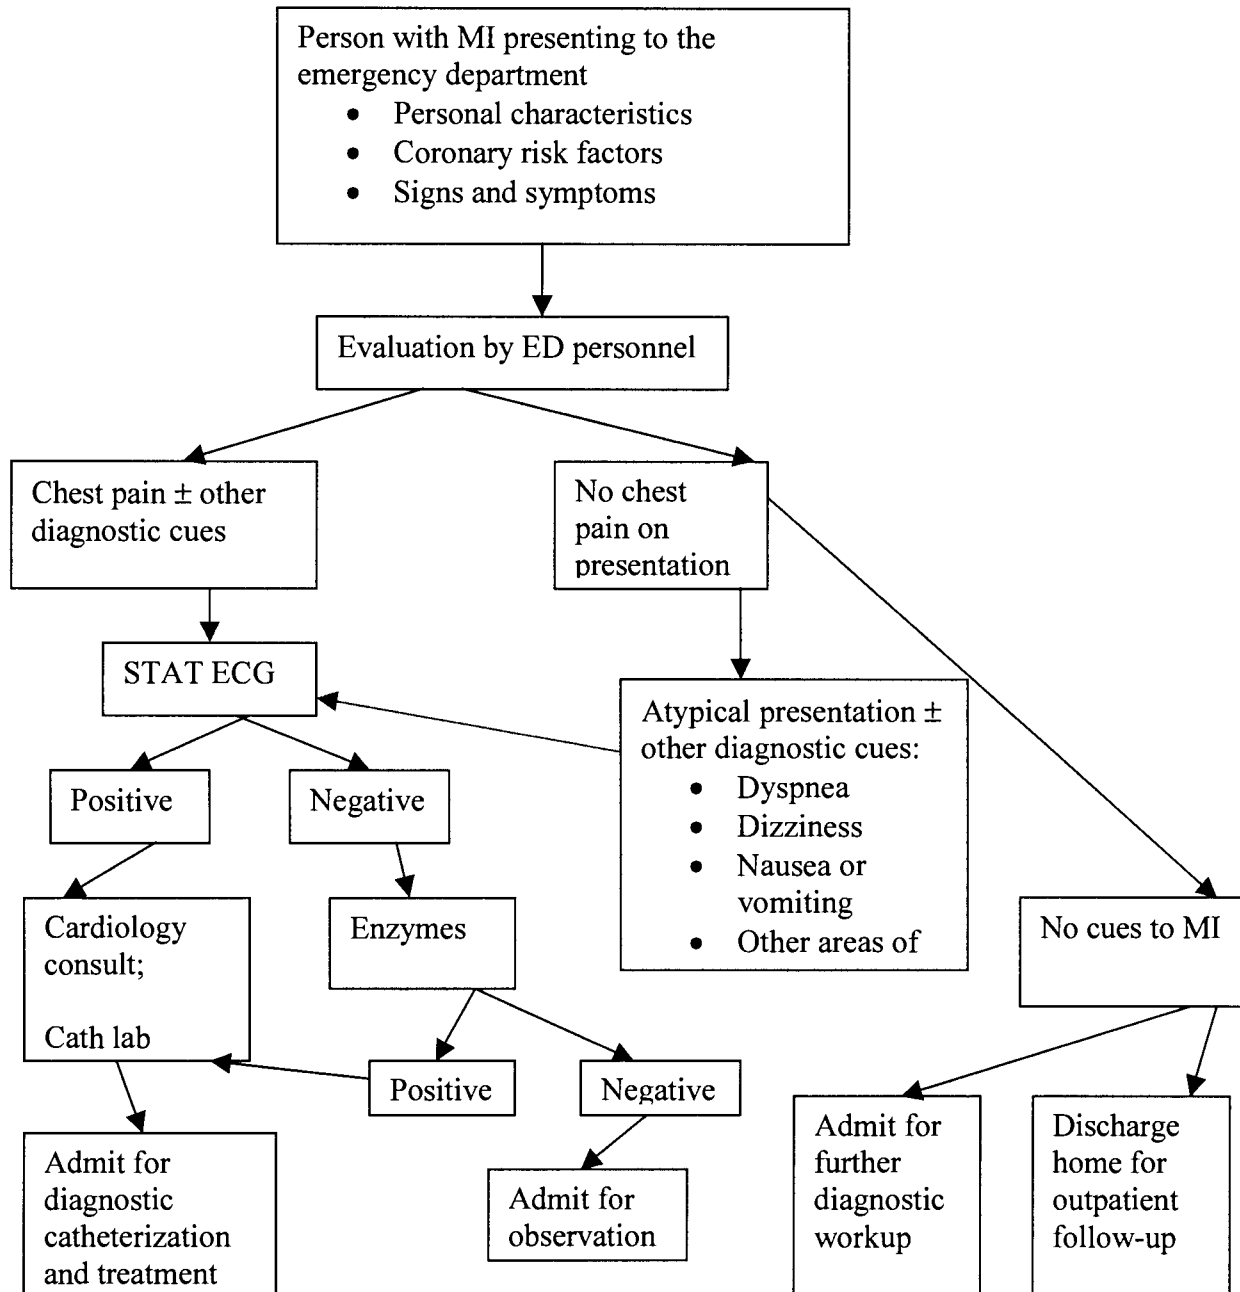 Person with MI presenting to the
emergency department
• Personal characteristics
• Coronary risk factors
• Signs and symptoms
Evaluation by ED personnel
Chest pain ± other
diagnostic cues
No chest
pain on
presentation
STAT ECG
Atypical presentation ±
other diagnostic cues:
• Dyspnea
• Dizziness
• Nausea or
vomiting
• Other areas of
Positive
Negative
Cardiology
consult;
Cath lab
Enzymes
No cues to MI
Positive
Negative
Admit for
diagnostic
catheterization
and treatment
Admit for
observation
Admit for
further
diagnostic
workup
Discharge
home for
outpatient
follow-up